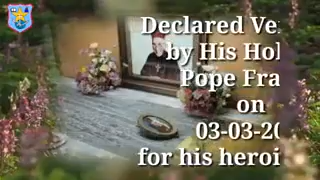 Declared Ve
by His Hol
Pope Fra
on
03-03-20
for his heroi